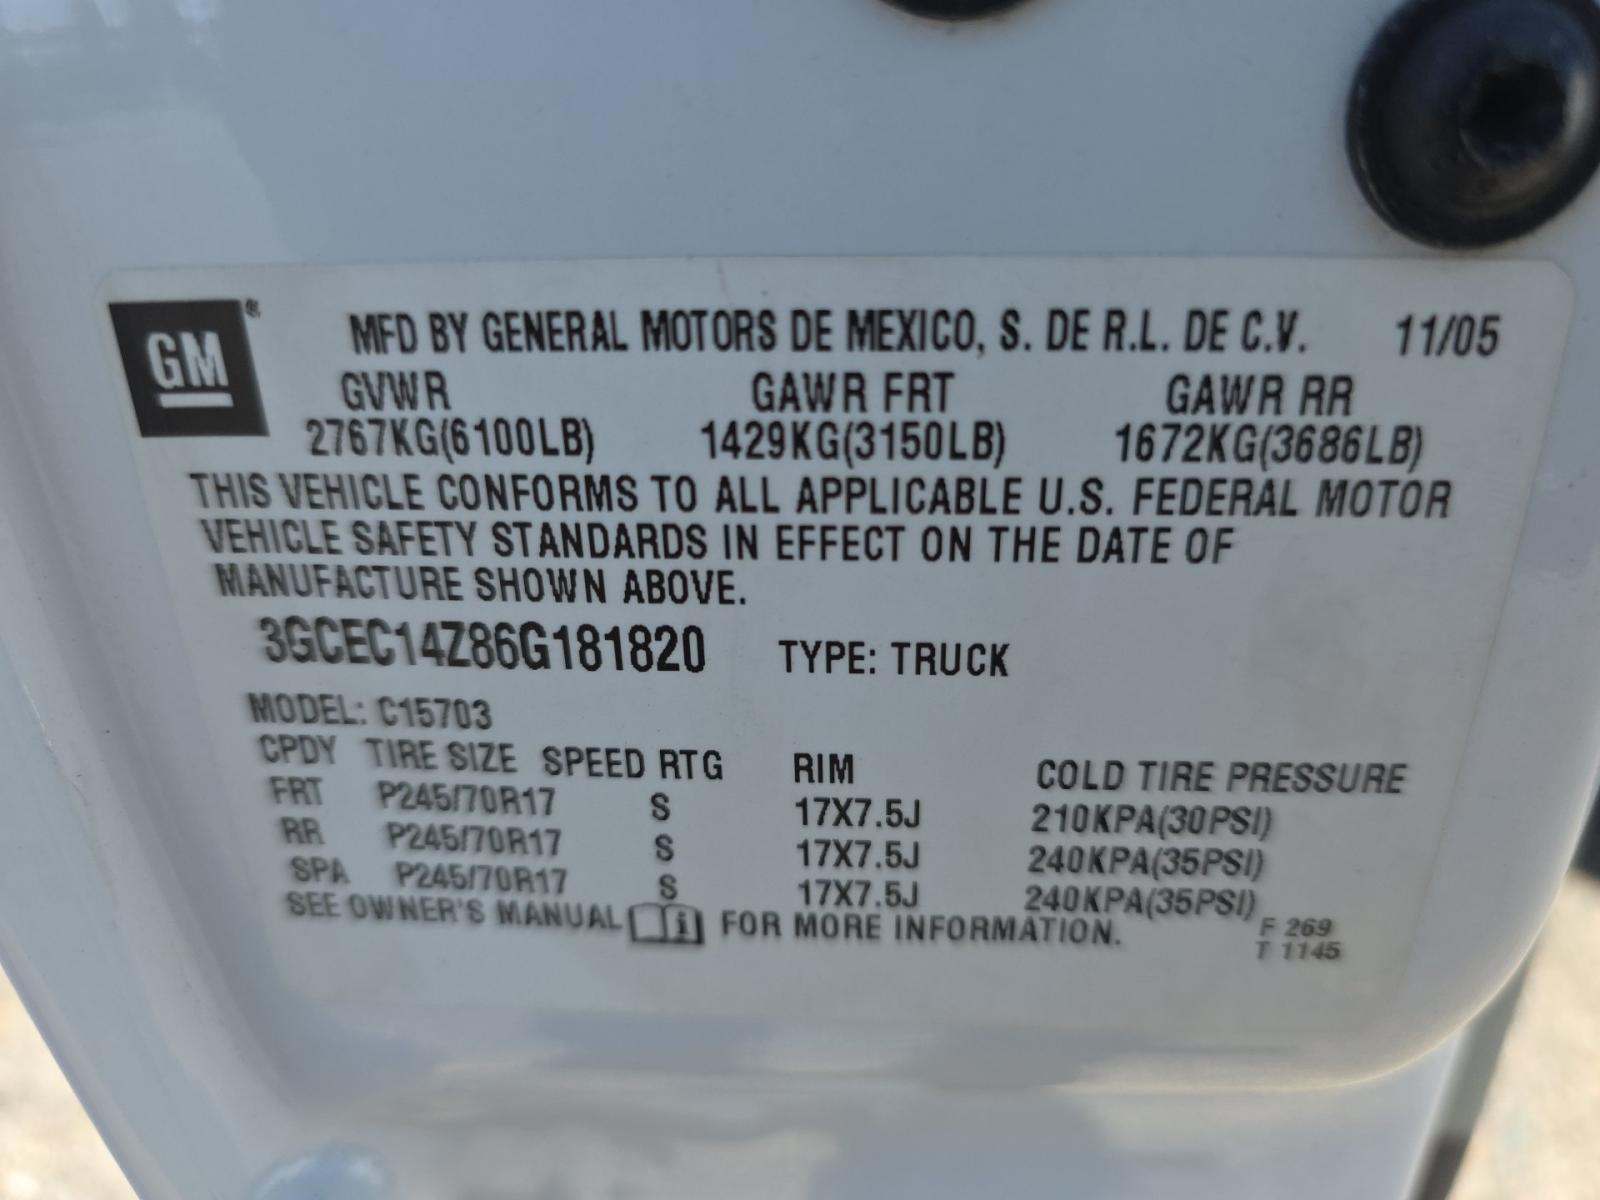 GM®
MFD BY GENERAL MOTORS DE MEXICO, S. DE R.L. DE C.V. 11/05
GVWR GAWR FRT GAWR RR
2767KG(6100LB) 1429KG(3150LB) 1672KG(3686LB)
THIS VEHICLE CONFORMS TO ALL APPLICABLE U.S. FEDERAL MOTOR
VEHICLE SAFETY STANDARDS IN EFFECT ON THE DATE OF
MANUFACTURE SHOWN ABOVE.
3GCEC14Z86G181820 TYPE: TRUCK
MODEL: C15703
CPDY TIRE SIZE SPEED RTG RIM COLD TIRE PRESSURE
FRT P245/70R17 S 17X7.5J 210KPA(30PSI)
RR P245/70R17 S 17X7.5J 240KPA(35PSI)
SPA P245/70R17 S 17X7.5J 240KPA(35PSI)
SEE OWNER'S MANUAL i FOR MORE INFORMATION.
F 269
T 1145